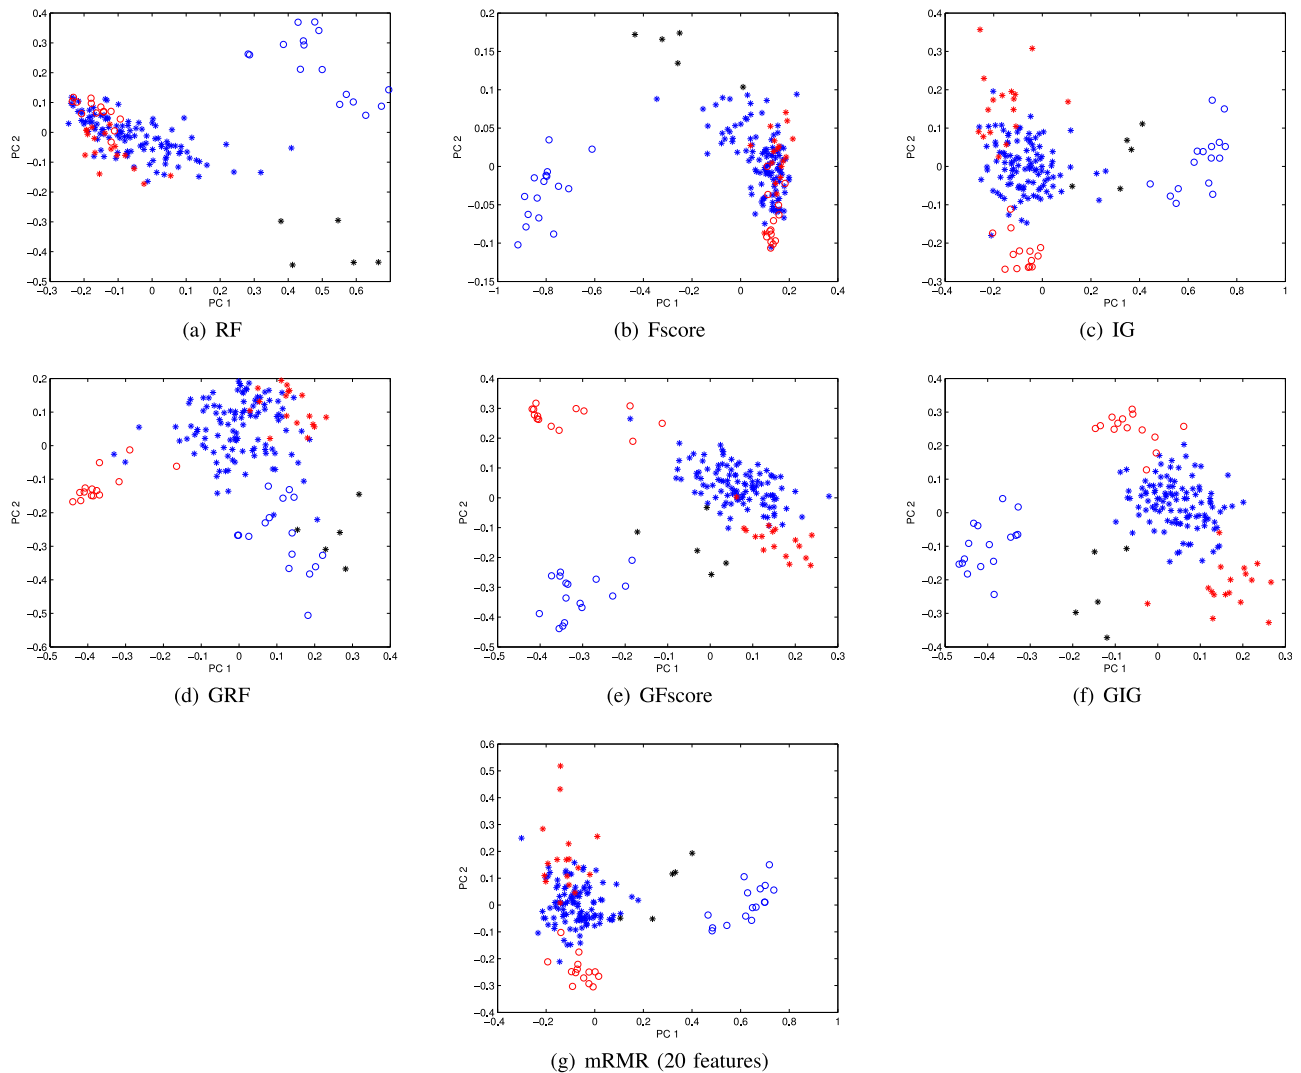 0.4
0.3
0.2
0.1
0
−0.1
−0.2
−0.3
−0.4
−0.5
PC 2
−0.3 −0.2 −0.1 0 0.1 0.2 0.3 0.4 0.5 0.6
PC 1
(a) RF
0.2
0.15
0.1
0.05
0
−0.05
−0.1
−0.15
PC 2
−1 −0.8 −0.6 −0.4 −0.2 0 0.2 0.4
PC 1
(b) Fscore
0.4
0.3
0.2
0.1
0
−0.1
−0.2
−0.3
PC 2
−0.4 −0.2 0 0.2 0.4 0.6 0.8 1
PC 1
(c) IG
0.2
0.1
0
−0.1
−0.2
−0.3
−0.4
−0.5
−0.6
PC 2
−0.5 −0.4 −0.3 −0.2 −0.1 0 0.1 0.2 0.3 0.4
PC 1
(d) GRF
0.4
0.3
0.2
0.1
0
−0.1
−0.2
−0.3
−0.4
−0.5
PC 2
−0.5 −0.4 −0.3 −0.2 −0.1 0 0.1 0.2 0.3
PC 1
(e) GFscore
0.4
0.3
0.2
0.1
0
−0.1
−0.2
−0.3
−0.4
PC 2
−0.5 −0.4 −0.3 −0.2 −0.1 0 0.1 0.2 0.3
PC 1
(f) GIG
0.6
0.5
0.4
0.3
0.2
0.1
0
−0.1
−0.2
−0.3
−0.4
PC 2
−0.4 −0.2 0 0.2 0.4 0.6 0.8 1
PC 1
(g) mRMR (20 features)